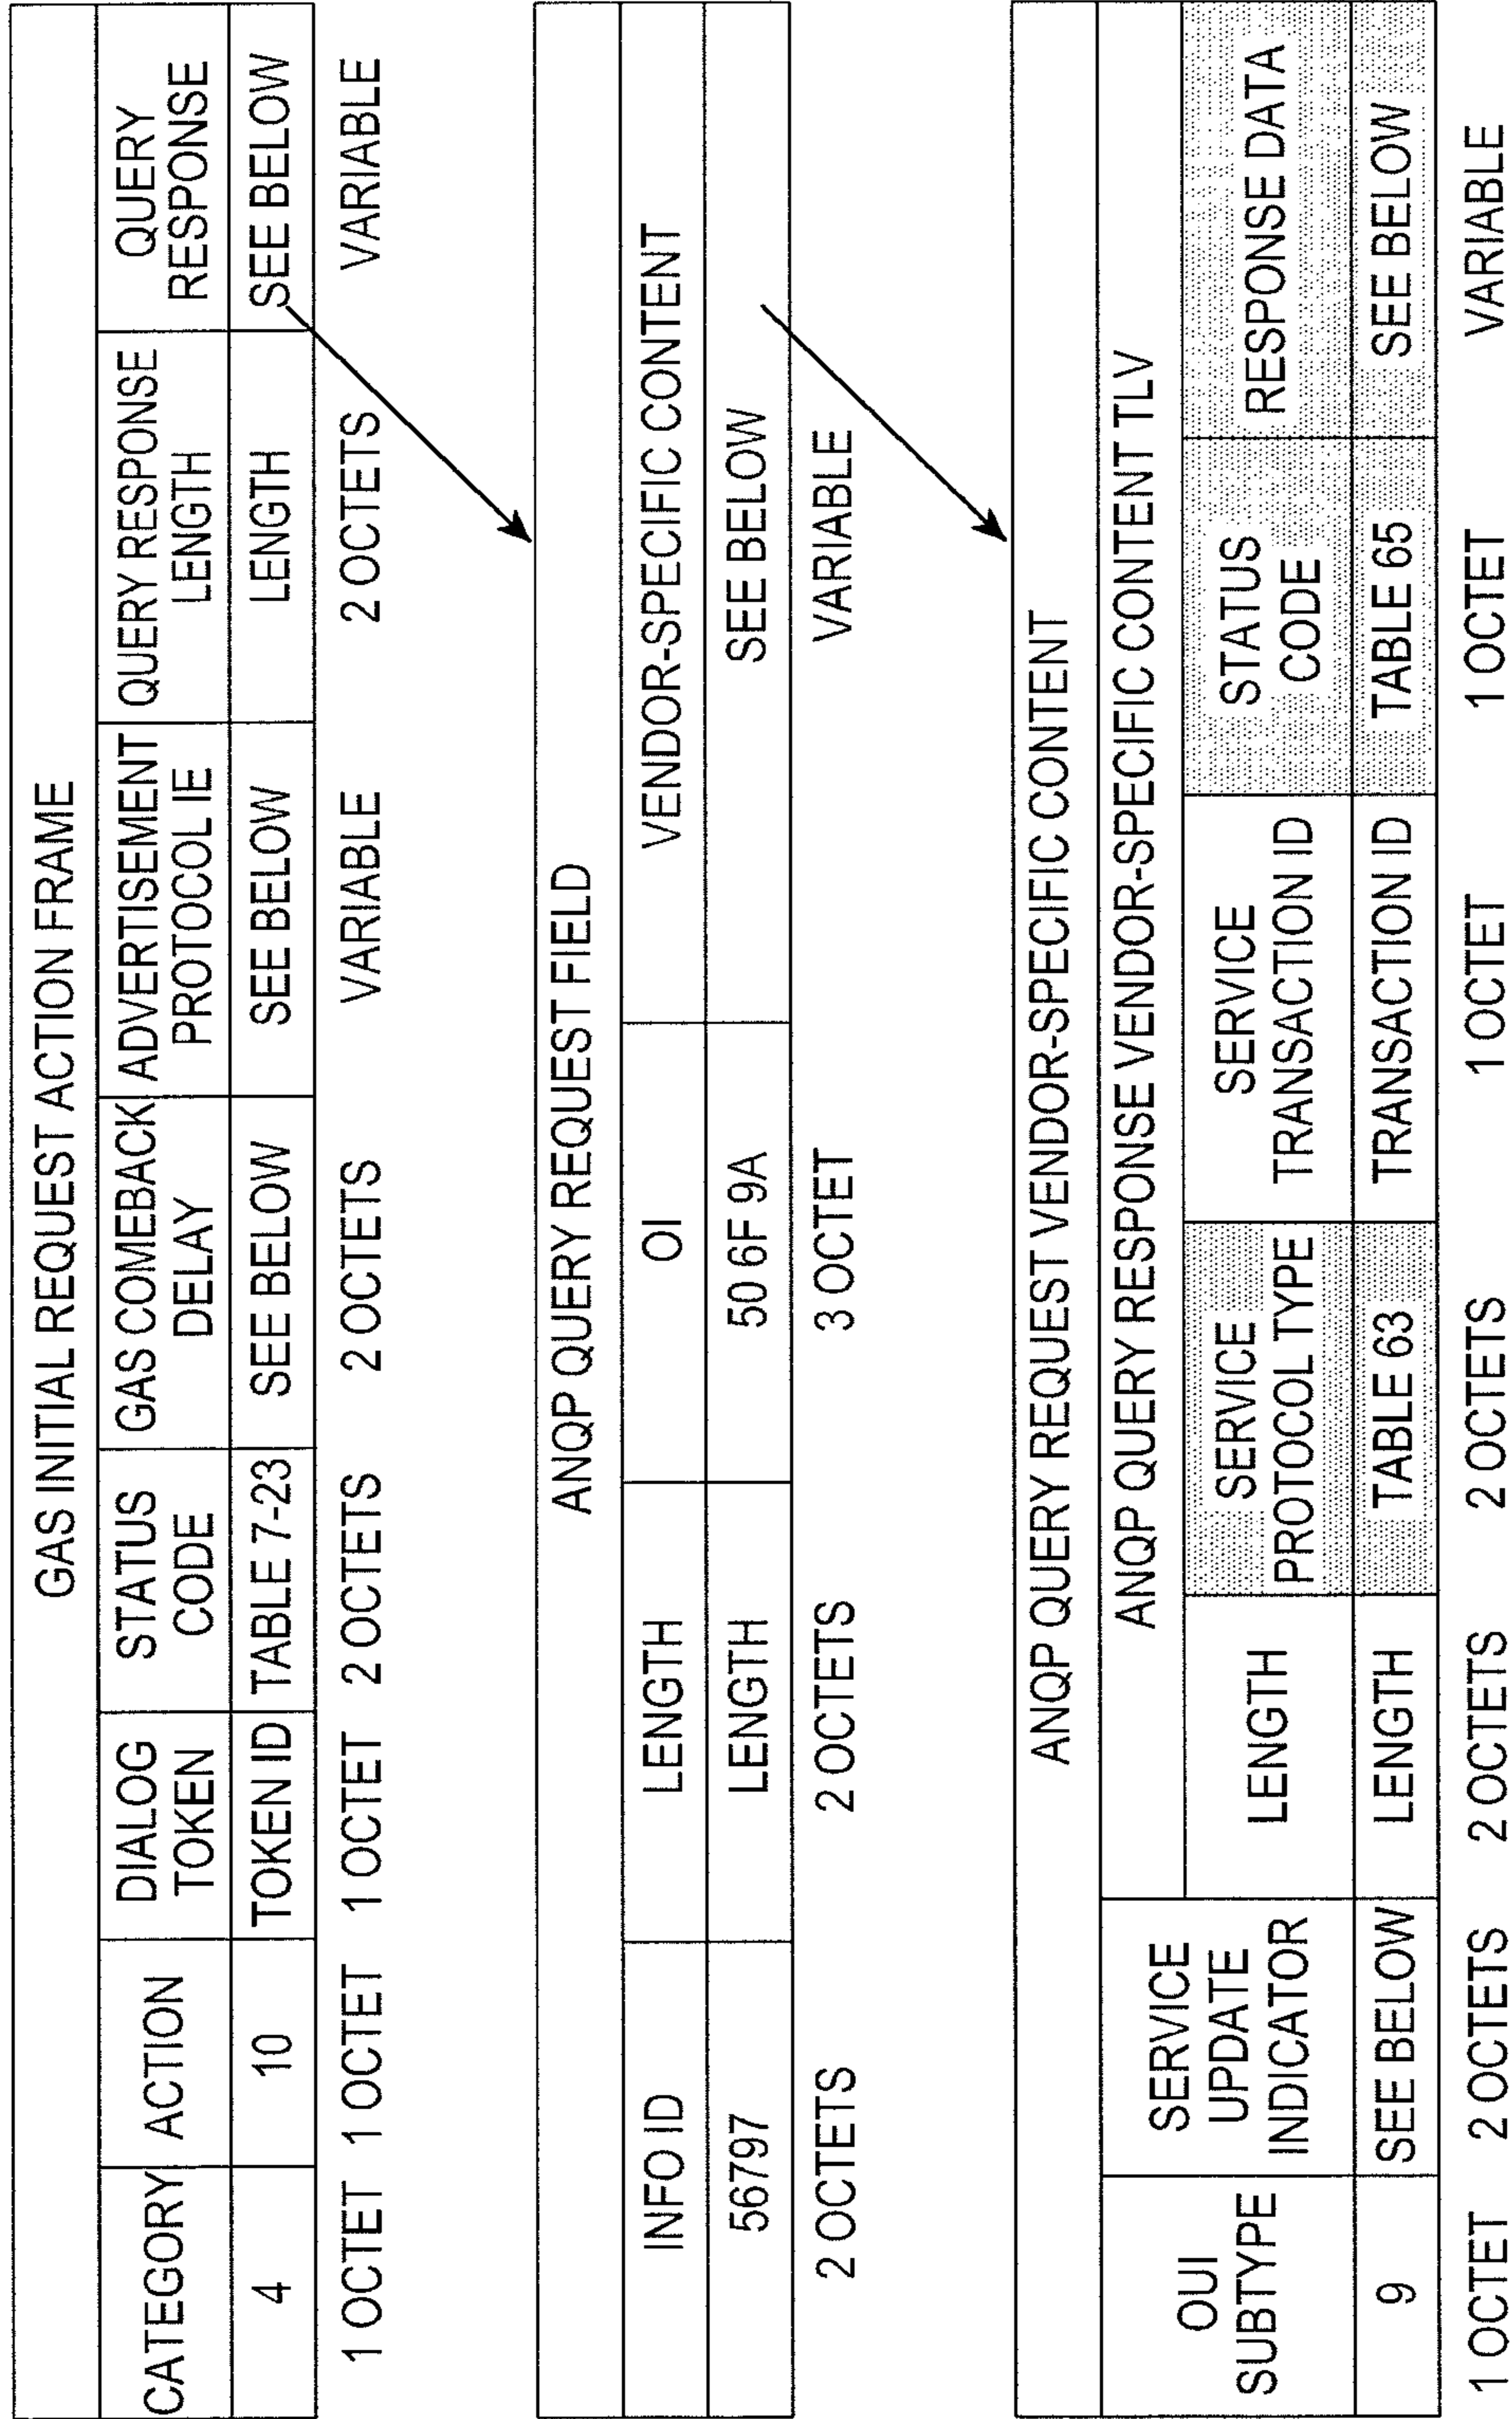 GAS INITIAL REQUEST ACTION FRAME
CATEGORY
ACTION
DIALOG
TOKEN
STATUS
CODE
GAS COMEBACK
DELAY
ADVERTISEMENT
PROTOCOL IE
QUERY RESPONSE
LENGTH
QUERY
RESPONSE
4
10
TOKEN ID
TABLE 7-23
SEE BELOW
SEE BELOW
LENGTH
SEE BELOW
1 OCTET
1 OCTET
1 OCTET
2 OCTETS
2 OCTETS
VARIABLE
2 OCTETS
VARIABLE
ANQP QUERY REQUEST FIELD
INFO ID
LENGTH
OI
VENDOR-SPECIFIC CONTENT
56797
LENGTH
50 6F 9A
SEE BELOW
2 OCTETS
2 OCTETS
3 OCTET
VARIABLE
ANQP QUERY REQUEST VENDOR-SPECIFIC CONTENT
OUI
SUBTYPE
SERVICE
UPDATE
INDICATOR
ANQP QUERY RESPONSE VENDOR-SPECIFIC CONTENT TLV
LENGTH
SERVICE
PROTOCOL TYPE
SERVICE
TRANSACTION ID
STATUS
CODE
RESPONSE DATA
9
SEE BELOW
LENGTH
TABLE 63
TRANSACTION ID
TABLE 65
SEE BELOW
1 OCTET
2 OCTETS
2 OCTETS
2 OCTETS
1 OCTET
1 OCTET
VARIABLE